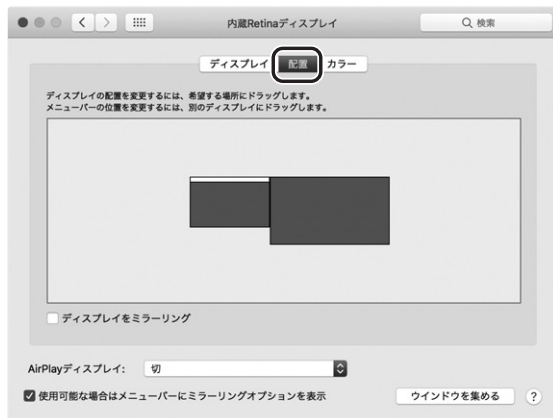 内蔵Retinaディスプレイ
検索
ディスプレイ 配置 カラー
ディスプレイの配置を変更するには、希望する場所にドラッグします。
メニューバーの位置を変更するには、別のディスプレイにドラッグします。
ディスプレイをミラーリング
AirPlayディスプレイ: 切
使用可能な場合はメニューバーにミラーリングオプションを表示
ウインドウを集める ?